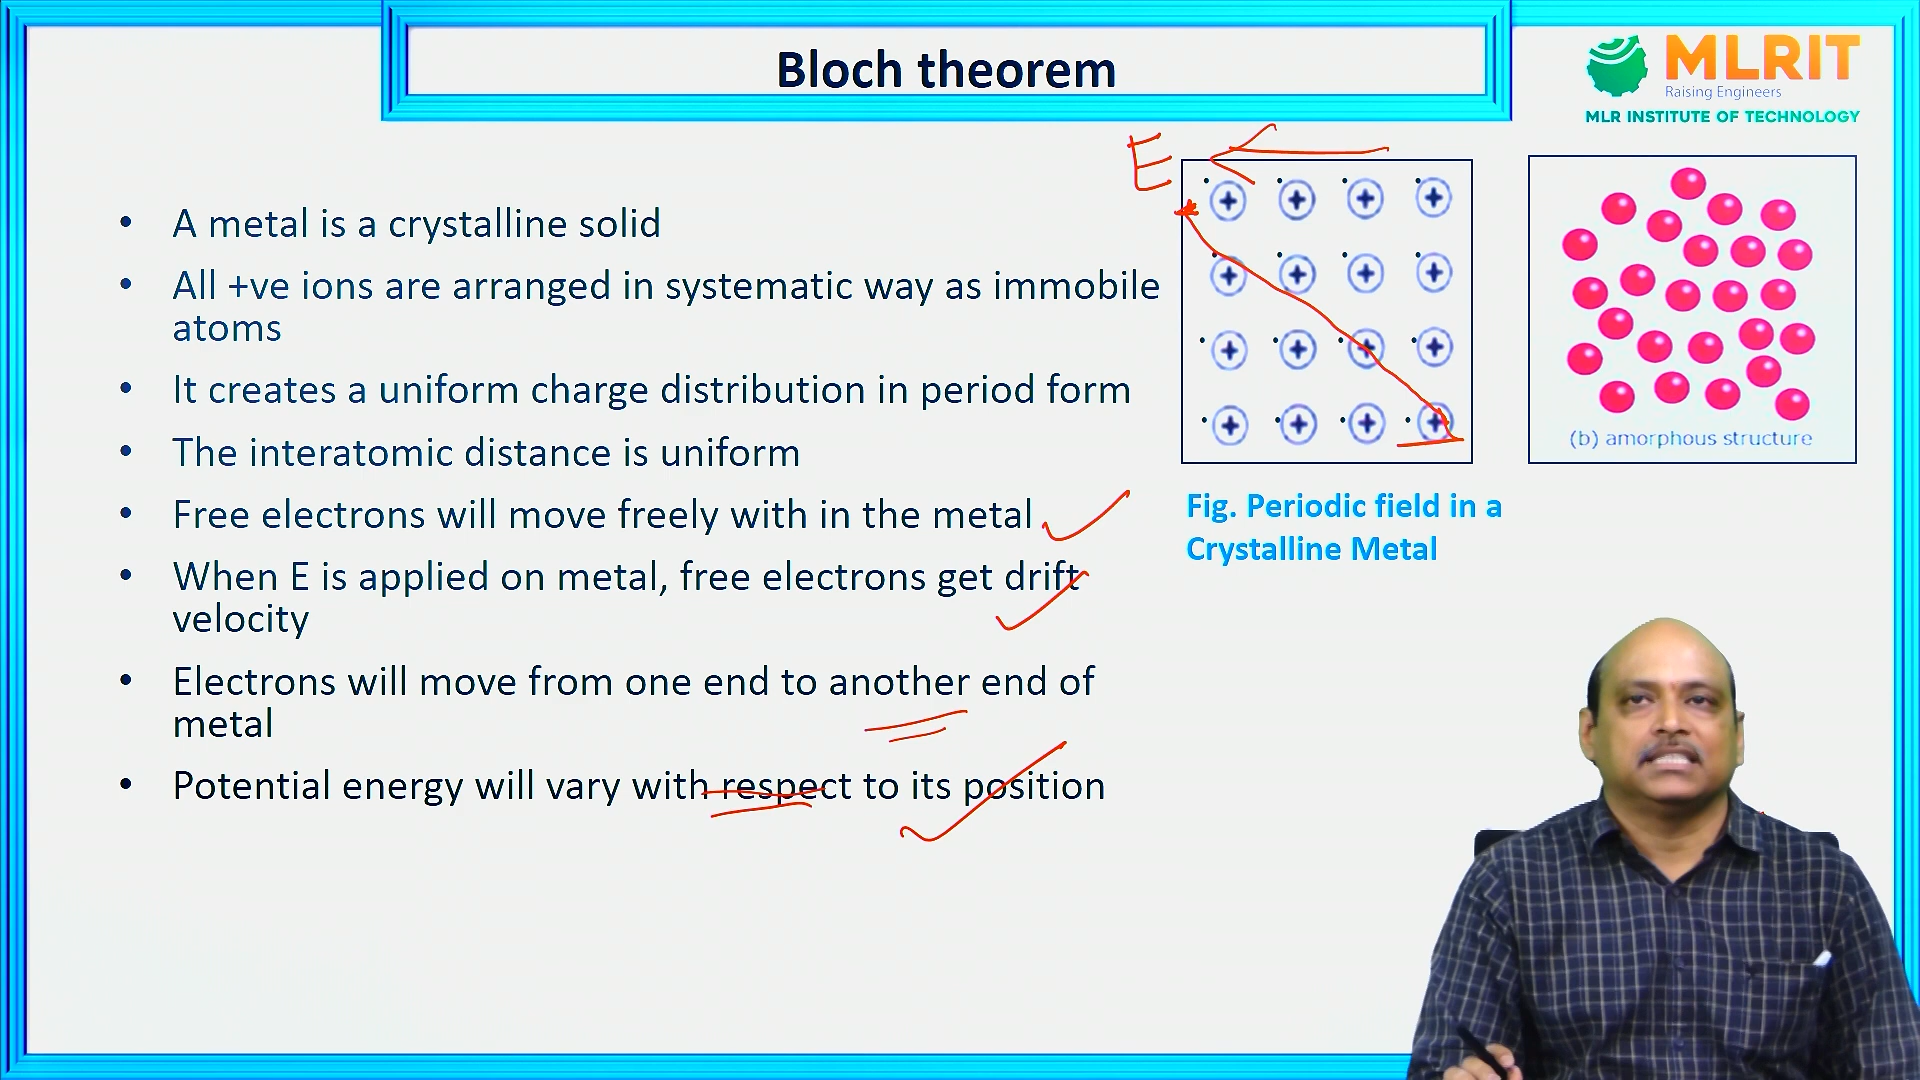 Bloch theorem
MLRIT
Raising Engineers
MLR INSTITUTE OF TECHNOLOGY
E
• A metal is a crystalline solid
• All +ve ions are arranged in systematic way as immobile
atoms
• It creates a uniform charge distribution in period form
• The interatomic distance is uniform
• Free electrons will move freely with in the metal
• When E is applied on metal, free electrons get drift
velocity
• Electrons will move from one end to another end of
metal
• Potential energy will vary with respect to its position
+ + + +
+ + + +
+ + + +
+ + + +
(b) amorphous structure
Fig. Periodic field in a
Crystalline Metal